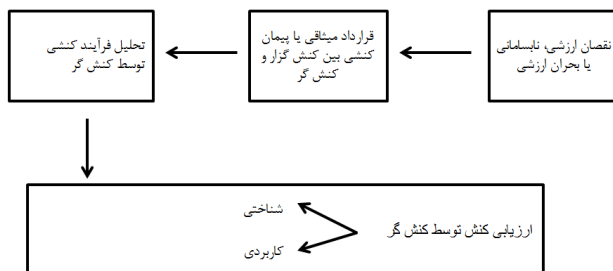 نقصان ارزشی، نابسامانی
یا بحران ارزشی
قرارداد میثاقی یا پیمان
کنشی بین کنش گزار و
کنش گر
تحلیل فرآیند کنشی
توسط کنش گر
ارزیابی کنش توسط کنش گر
شناختی
کاربردی